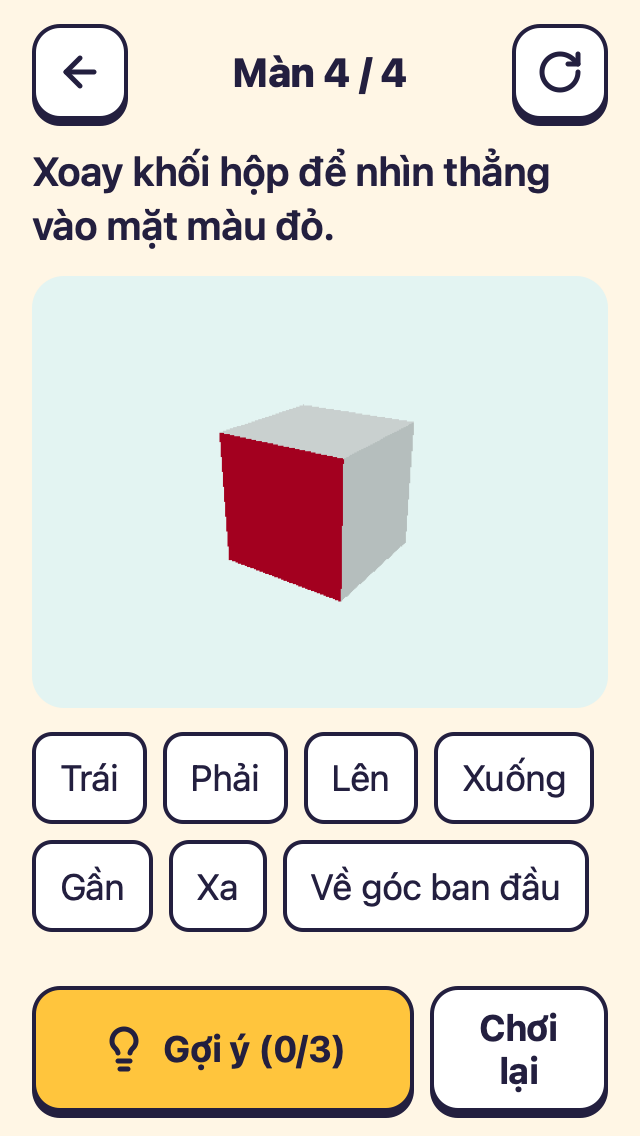 Màn 4 / 4
Xoay khối hộp để nhìn thẳng
vào mặt màu đỏ.
Trái
Phải
Lên
Xuống
Gần
Xa
Về góc ban đầu
Gợi ý (0/3)
Chơi
lại